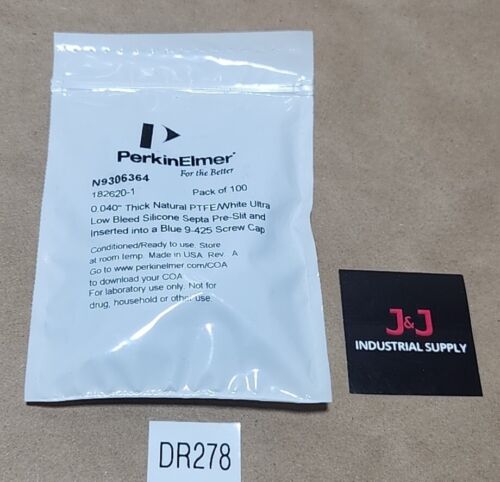 PerkinElmer
For the Better
N9306364
182620-1 Pack of 100
0.040" Thick Natural PTFE/White Ultra
Low Bleed Silicone Septa Pre-Slit and
Inserted into a Blue 9-425 Screw Cap
Conditioned/Ready to use. Store
at room temp. Made in USA. Rev. A
Go to www.perkinelmer.com/COA
to download your COA
For laboratory use only. Not for
drug, household or other use.
J&J
INDUSTRIAL SUPPLY
DR278